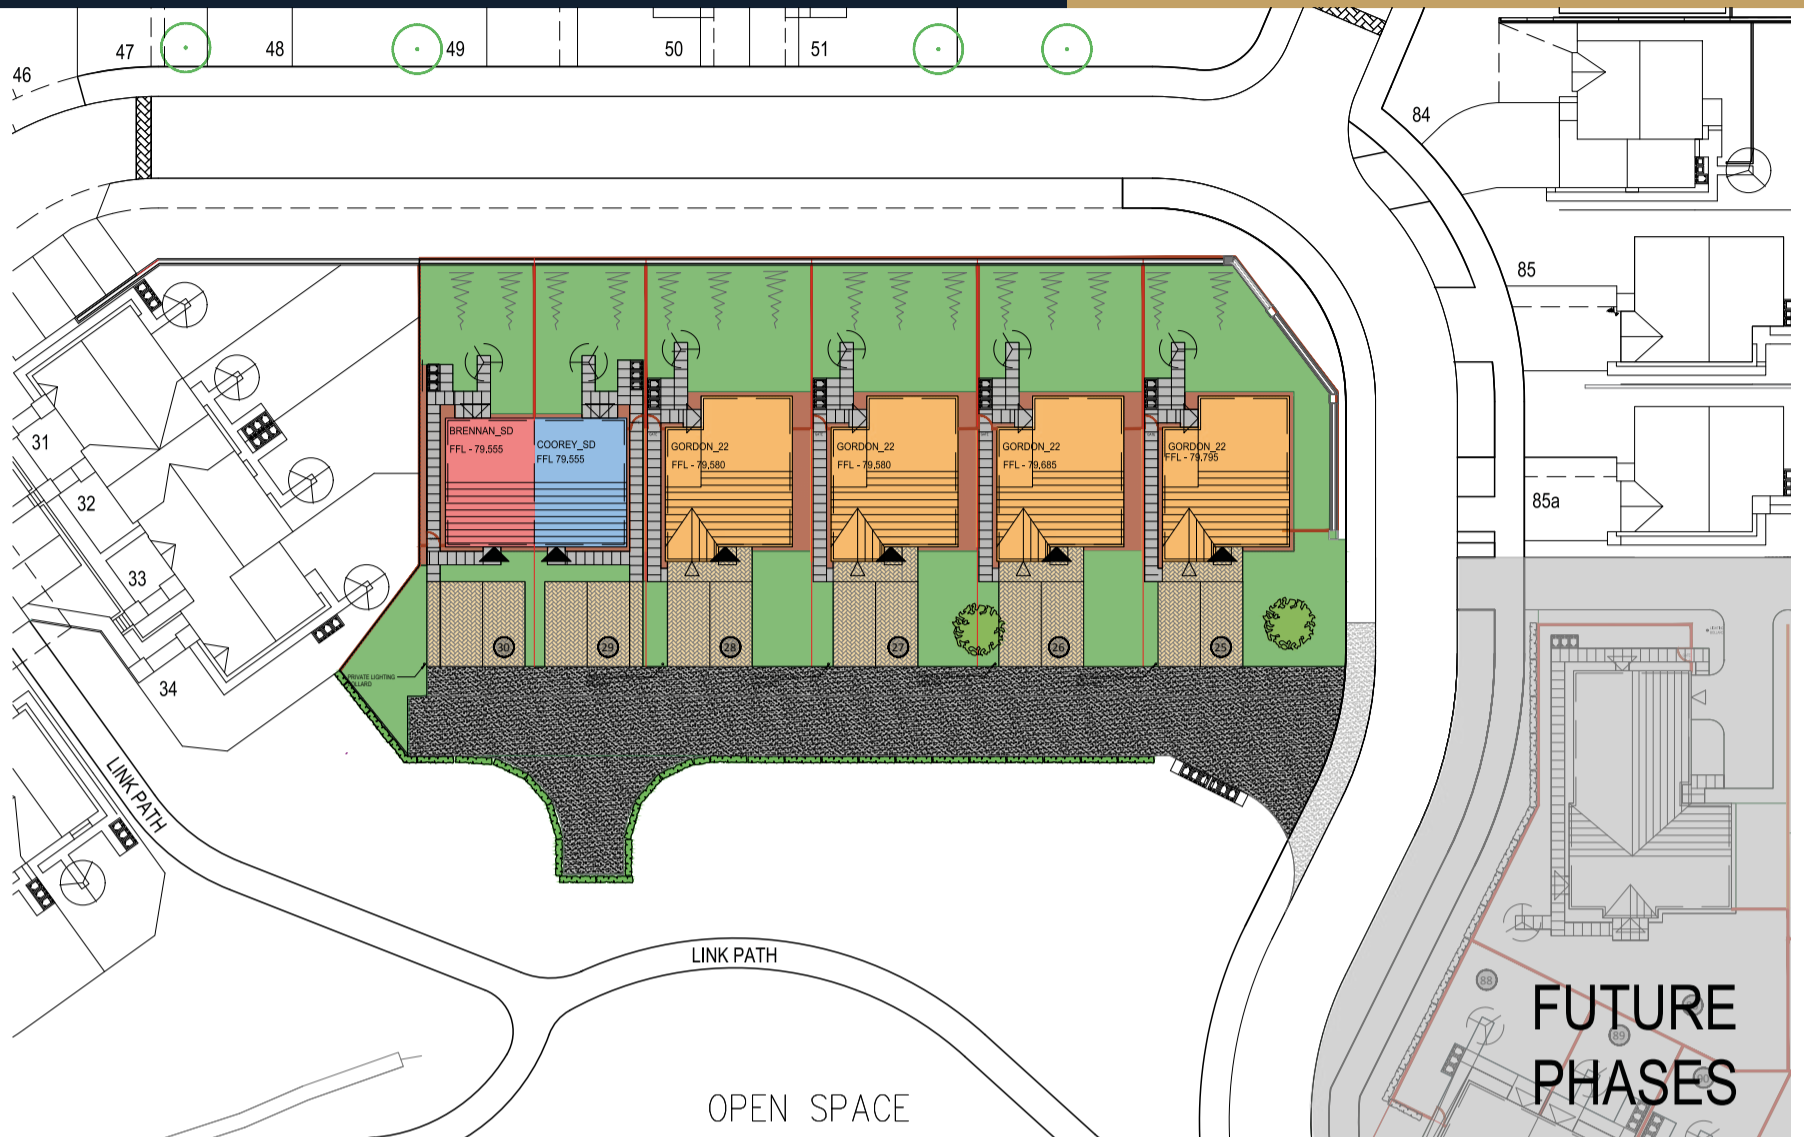 47
48
49
50
51
46
84
85
BRENNAN_SD
FFL - 79,555
COOREY_SD
FFL 79,555
GORDON_22
FFL - 79,580
GORDON_22
FFL - 79,580
GORDON_22
FFL - 79,685
GORDON_22
FFL - 79,795
31
32
33
34
85a
30
29
28
27
26
25
PRIVATE LIGHTING
LINK PATH
LINK PATH
OPEN SPACE
88
89
90
FUTURE
PHASES